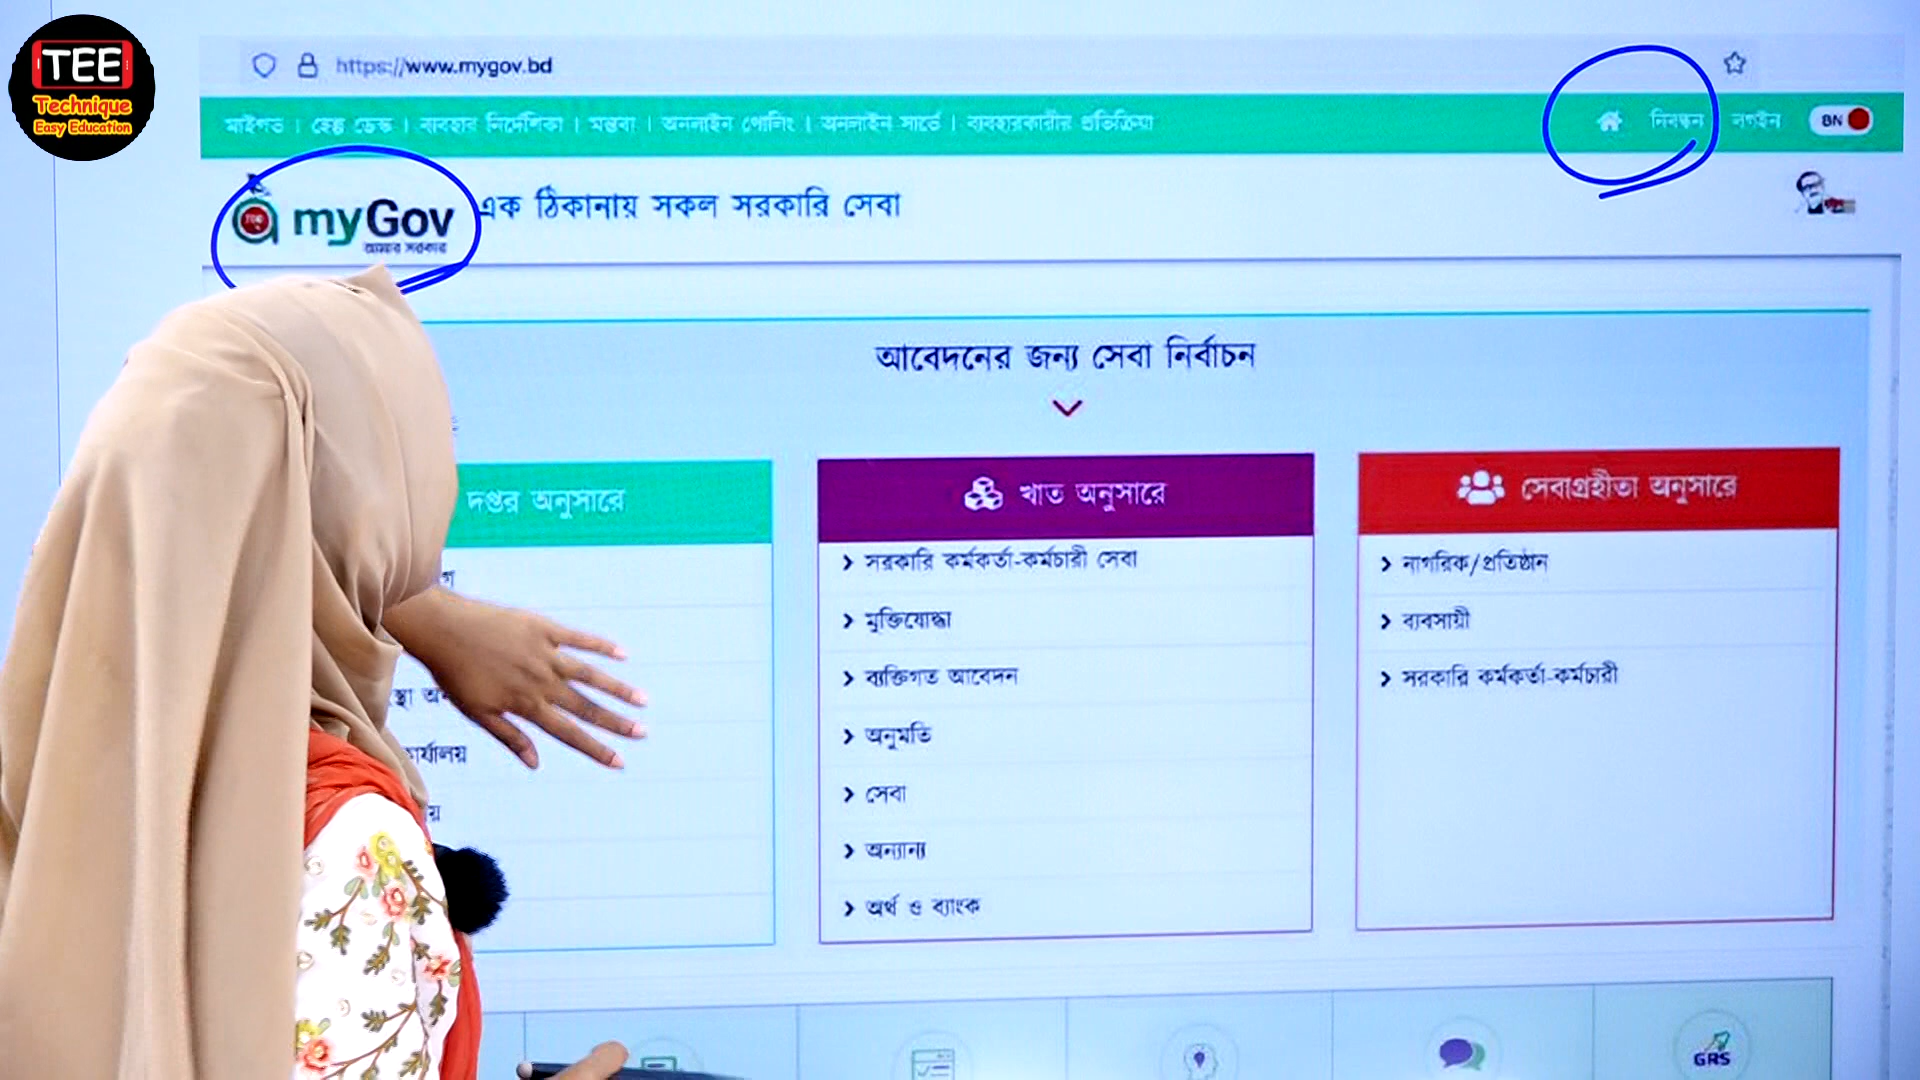 TEE
Technique
Easy Education
https://www.mygov.bd
মাইগভ | হেল্প ডেস্ক | ব্যবহার নির্দেশিকা | মন্তব্য | অনলাইন পোলিং | অনলাইন সার্ভে | ব্যবহারকারীর প্রতিক্রিয়া
নিবন্ধন লগইন BN
myGov এক ঠিকানায় সকল সরকারি সেবা
আমার সরকার
আবেদনের জন্য সেবা নির্বাচন
দপ্তর অনুসারে
কার্যালয়
খাত অনুসারে
সরকারি কর্মকর্তা-কর্মচারী সেবা
মুক্তিযোদ্ধা
ব্যক্তিগত আবেদন
অনুমতি
সেবা
অন্যান্য
অর্থ ও ব্যাংক
সেবাগ্রহীতা অনুসারে
নাগরিক/প্রতিষ্ঠান
ব্যবসায়ী
সরকারি কর্মকর্তা-কর্মচারী
GRS